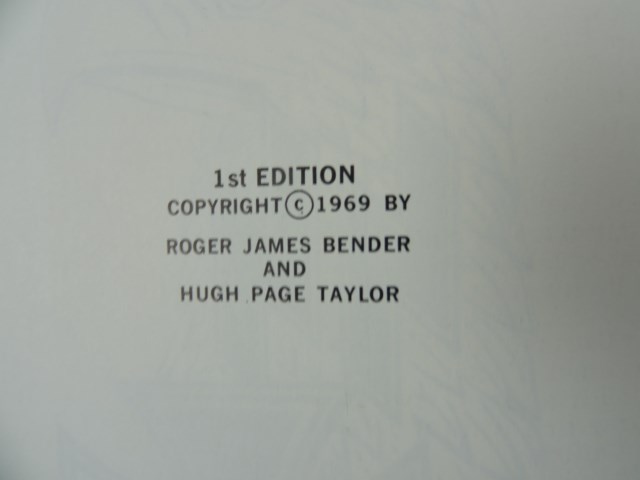 1st EDITION
COPYRIGHT © 1969 BY
ROGER JAMES BENDER
AND
HUGH PAGE TAYLOR